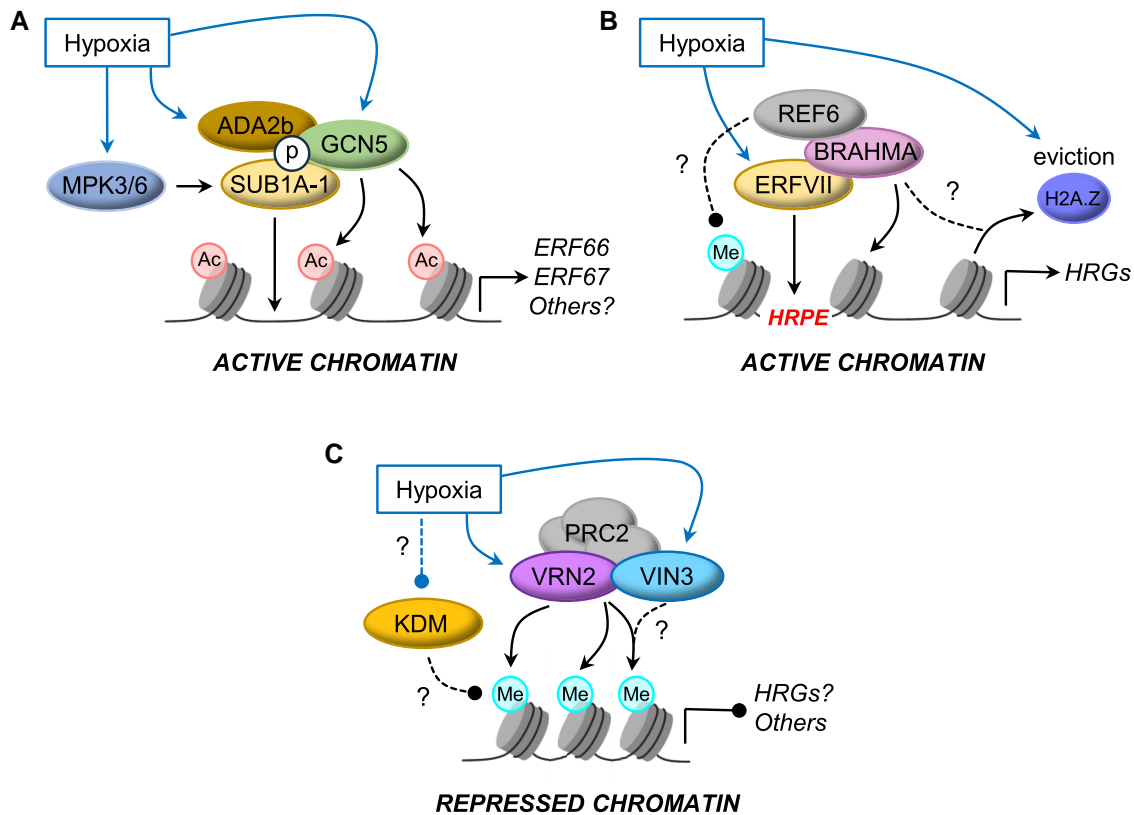 A
Hypoxia
ADA2b
GCN5
p
MPK3/6
SUB1A-1
Ac
Ac
Ac
ERF66
ERF67
Others?
ACTIVE CHROMATIN
B
Hypoxia
REF6
BRAHMA
?
ERFVII
?
eviction
H2A.Z
Me
HRGs
HRPE
ACTIVE CHROMATIN
C
Hypoxia
PRC2
?
VRN2
VIN3
KDM
?
?
Me
Me
Me
HRGs?
Others
REPRESSED CHROMATIN